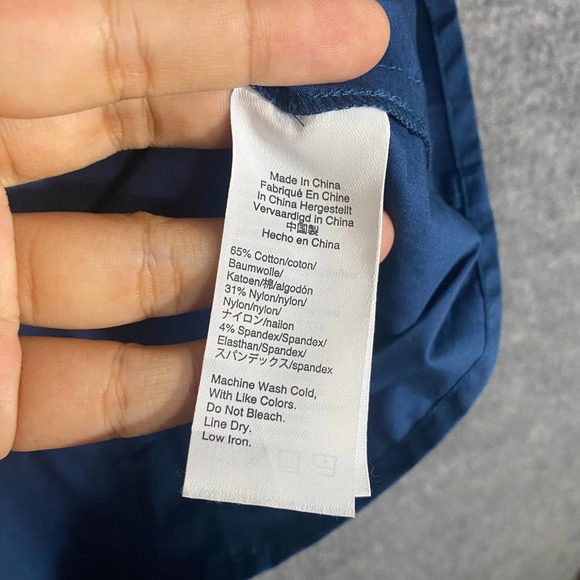 Made In China
Fabriqué En Chine
In China Hergestellt
Vervaardigd in China
中国製
Hecho en China
65% Cotton/coton/
Baumwolle/
Katoen/棉/algodón
31% Nylon/nylon/
Nylon/nylon/
ナイロン/nailon
4% Spandex/Spandex/
Elasthan/Spandex/
スパンデックス/spandex
Machine Wash Cold,
With Like Colors.
Do Not Bleach.
Line Dry.
Low Iron.